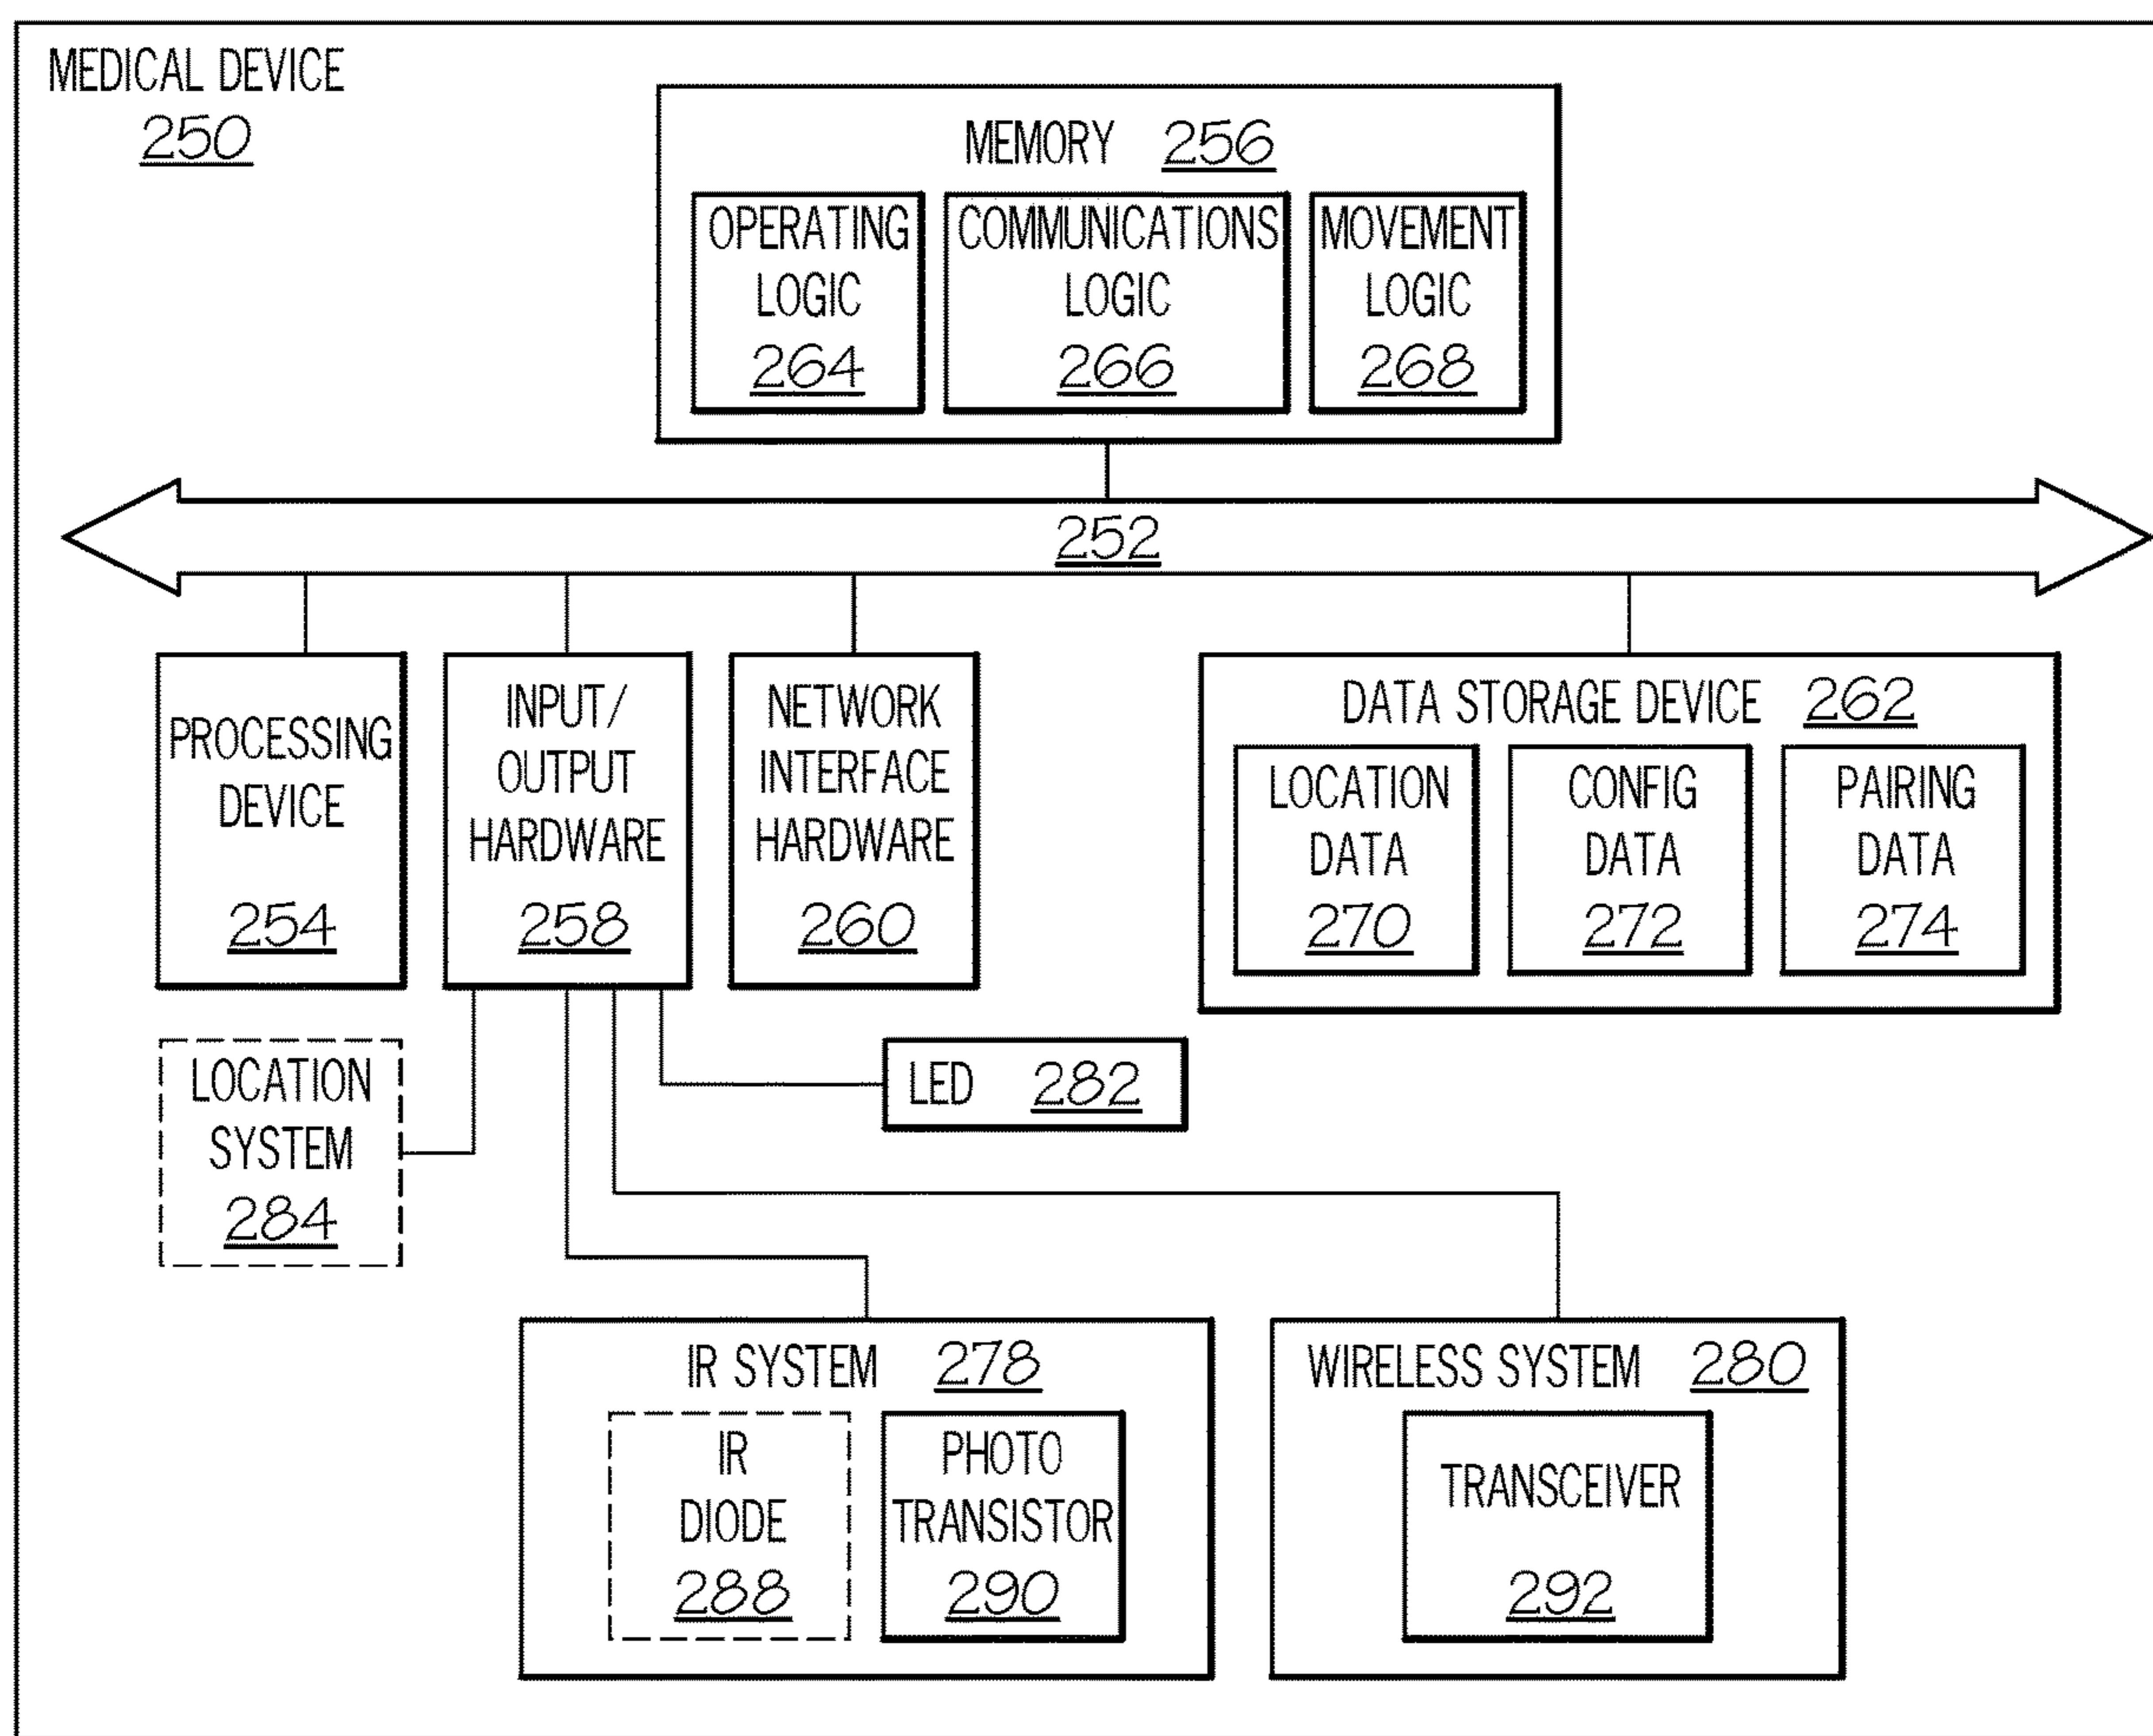 MEDICAL DEVICE
250
MEMORY 256
OPERATING
LOGIC
264
COMMUNICATIONS
LOGIC
266
MOVEMENT
LOGIC
268
252
PROCESSING
DEVICE
254
INPUT/
OUTPUT
HARDWARE
258
NETWORK
INTERFACE
HARDWARE
260
DATA STORAGE DEVICE 262
LOCATION
DATA
270
CONFIG
DATA
272
PAIRING
DATA
274
LOCATION
SYSTEM
284
LED 282
IR SYSTEM 278
IR
DIODE
288
PHOTO
TRANSISTOR
290
WIRELESS SYSTEM 280
TRANSCEIVER
292